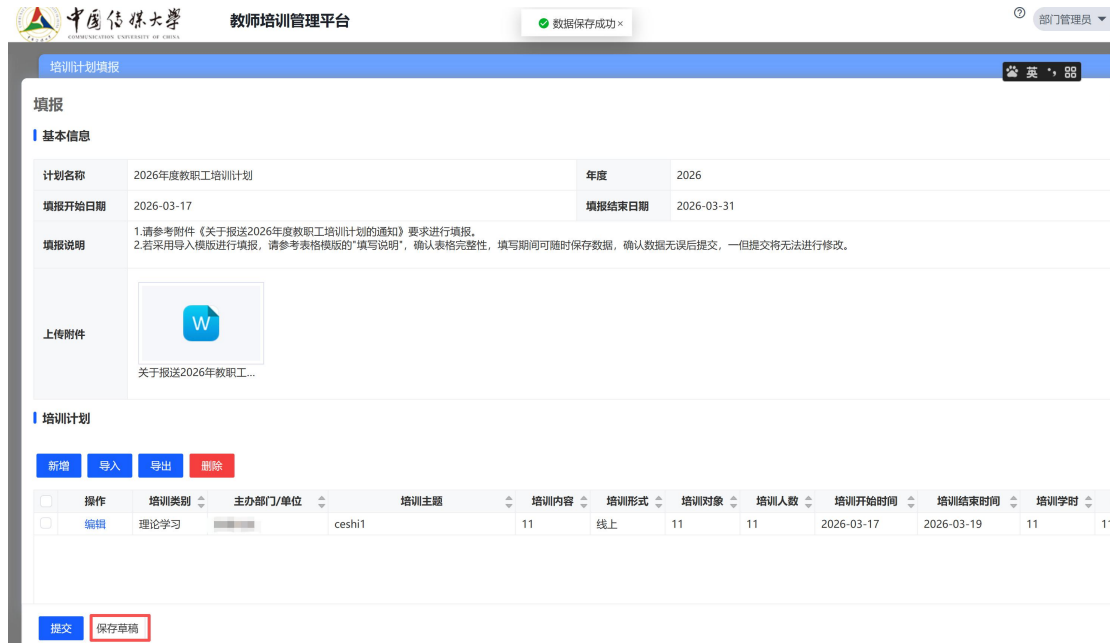 中国传媒大学
COMMUNICATION UNIVERSITY OF CHINA
教师培训管理平台
数据保存成功×
部门管理员
培训计划填报
英
填报
基本信息
计划名称 2026年度教职工培训计划 年度 2026
填报开始日期 2026-03-17 填报结束日期 2026-03-31
填报说明
1.请参考附件《关于报送2026年度教职工培训计划的通知》要求进行填报。
2.若采用导入模版进行填报，请参考表格模版的"填写说明"，确认表格完整性，填写期间可随时保存数据，确认数据无误后提交，一但提交将无法进行修改。
上传附件
W
关于报送2026年教职工...
培训计划
新增 导入 导出 删除
操作 培训类别 主办部门/单位 培训主题 培训内容 培训形式 培训对象 培训人数 培训开始时间 培训结束时间 培训学时
编辑 理论学习 ceshi1 11 线上 11 11 2026-03-17 2026-03-19 11
提交 保存草稿